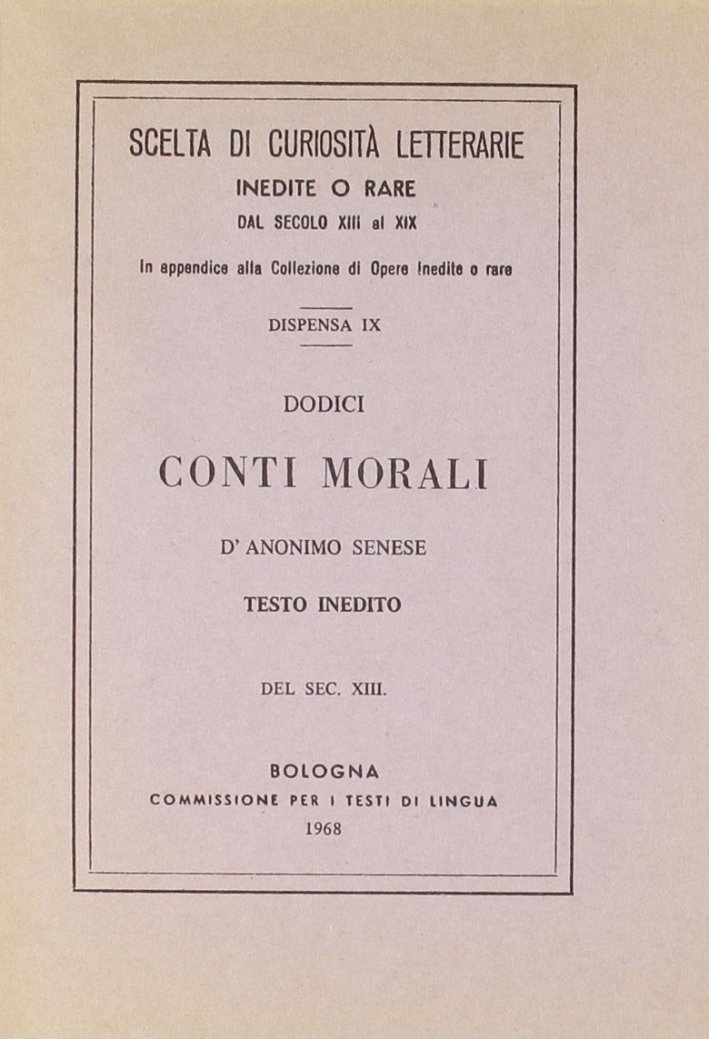 SCELTA DI CURIOSITÀ LETTERARIE
INEDITE O RARE
DAL SECOLO XIII al XIX
In appendice alla Collezione di Opere Inedite o rare
DISPENSA IX
DODICI
CONTI MORALI
D' ANONIMO SENESE
TESTO INEDITO
DEL SEC. XIII.
BOLOGNA
COMMISSIONE PER I TESTI DI LINGUA
1968